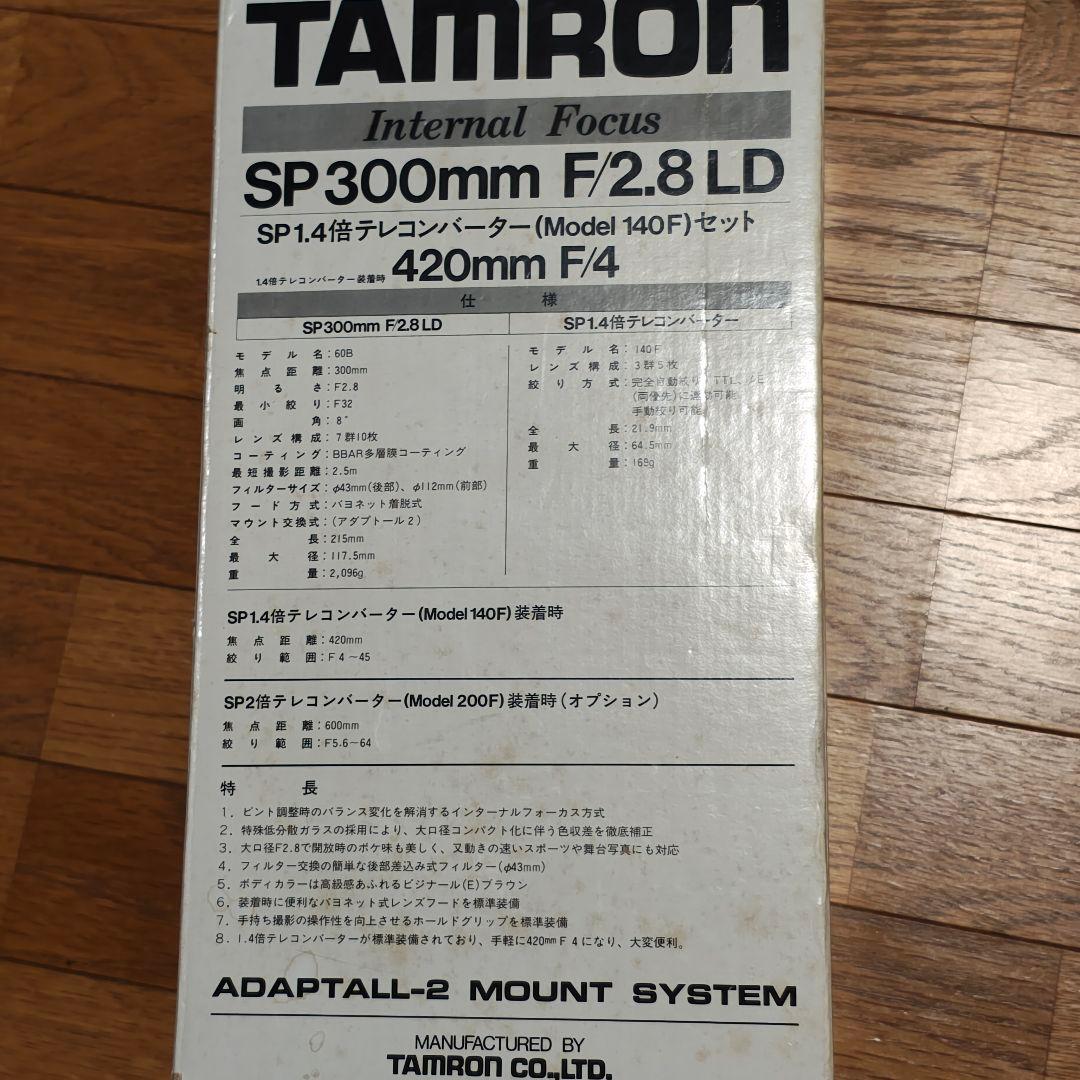 TAMRON
Internal Focus
SP300mm F/2.8 LD
SP1.4倍テレコンバーター(Model 140F)セット
1.4倍テレコンバーター装着時 420mm F/4
仕様
SP300mm F/2.8 LD
モデル名:60B
焦点距離:300mm
明るさ:F2.8
最小絞り:F32
画角:8°
レンズ構成:7群10枚
コーティング:BBAR多層膜コーティング
最短撮影距離:2.5m
フィルターサイズ:φ43mm(後部)、φ112mm(前部)
フード方式:バヨネット着脱式
マウント交換式:(アダプトール2)
全長:215mm
最大径:117.5mm
重量:2,096g
SP1.4倍テレコンバーター
モデル名:140F
レンズ構成:3群5枚
絞り方式:完全自動絞り、TTL、AE
(両優先)に連動可能
手動絞り可能
全長:21.9mm
最大径:64.5mm
重量:168g
SP1.4倍テレコンバーター(Model 140F)装着時
焦点距離:420mm
絞り範囲:F4~45
SP2倍テレコンバーター(Model 200F)装着時(オプション)
焦点距離:600mm
絞り範囲:F5.6~64
特長
1. ピント調整時のバランス変化を解消するインターナルフォーカス方式
2. 特殊低分散ガラスの採用により、大口径コンパクト化に伴う色収差を徹底補正
3. 大口径F2.8で開放時のボケ味も美しく、又動きの速いスポーツや舞台写真にも対応
4. フィルター交換の簡単な後部差込み式フィルター(φ43mm)
5. ボディカラーは高級感あふれるビジナール(E)ブラウン
6. 装着時に便利なバヨネット式レンズフードを標準装備
7. 手持ち撮影の操作性を向上させるホールドグリップを標準装備
8. 1.4倍テレコンバーターが標準装備されており、手軽に420mm F4になり、大変便利。
ADAPTALL-2 MOUNT SYSTEM
MANUFACTURED BY
TAMRON CO.,LTD.